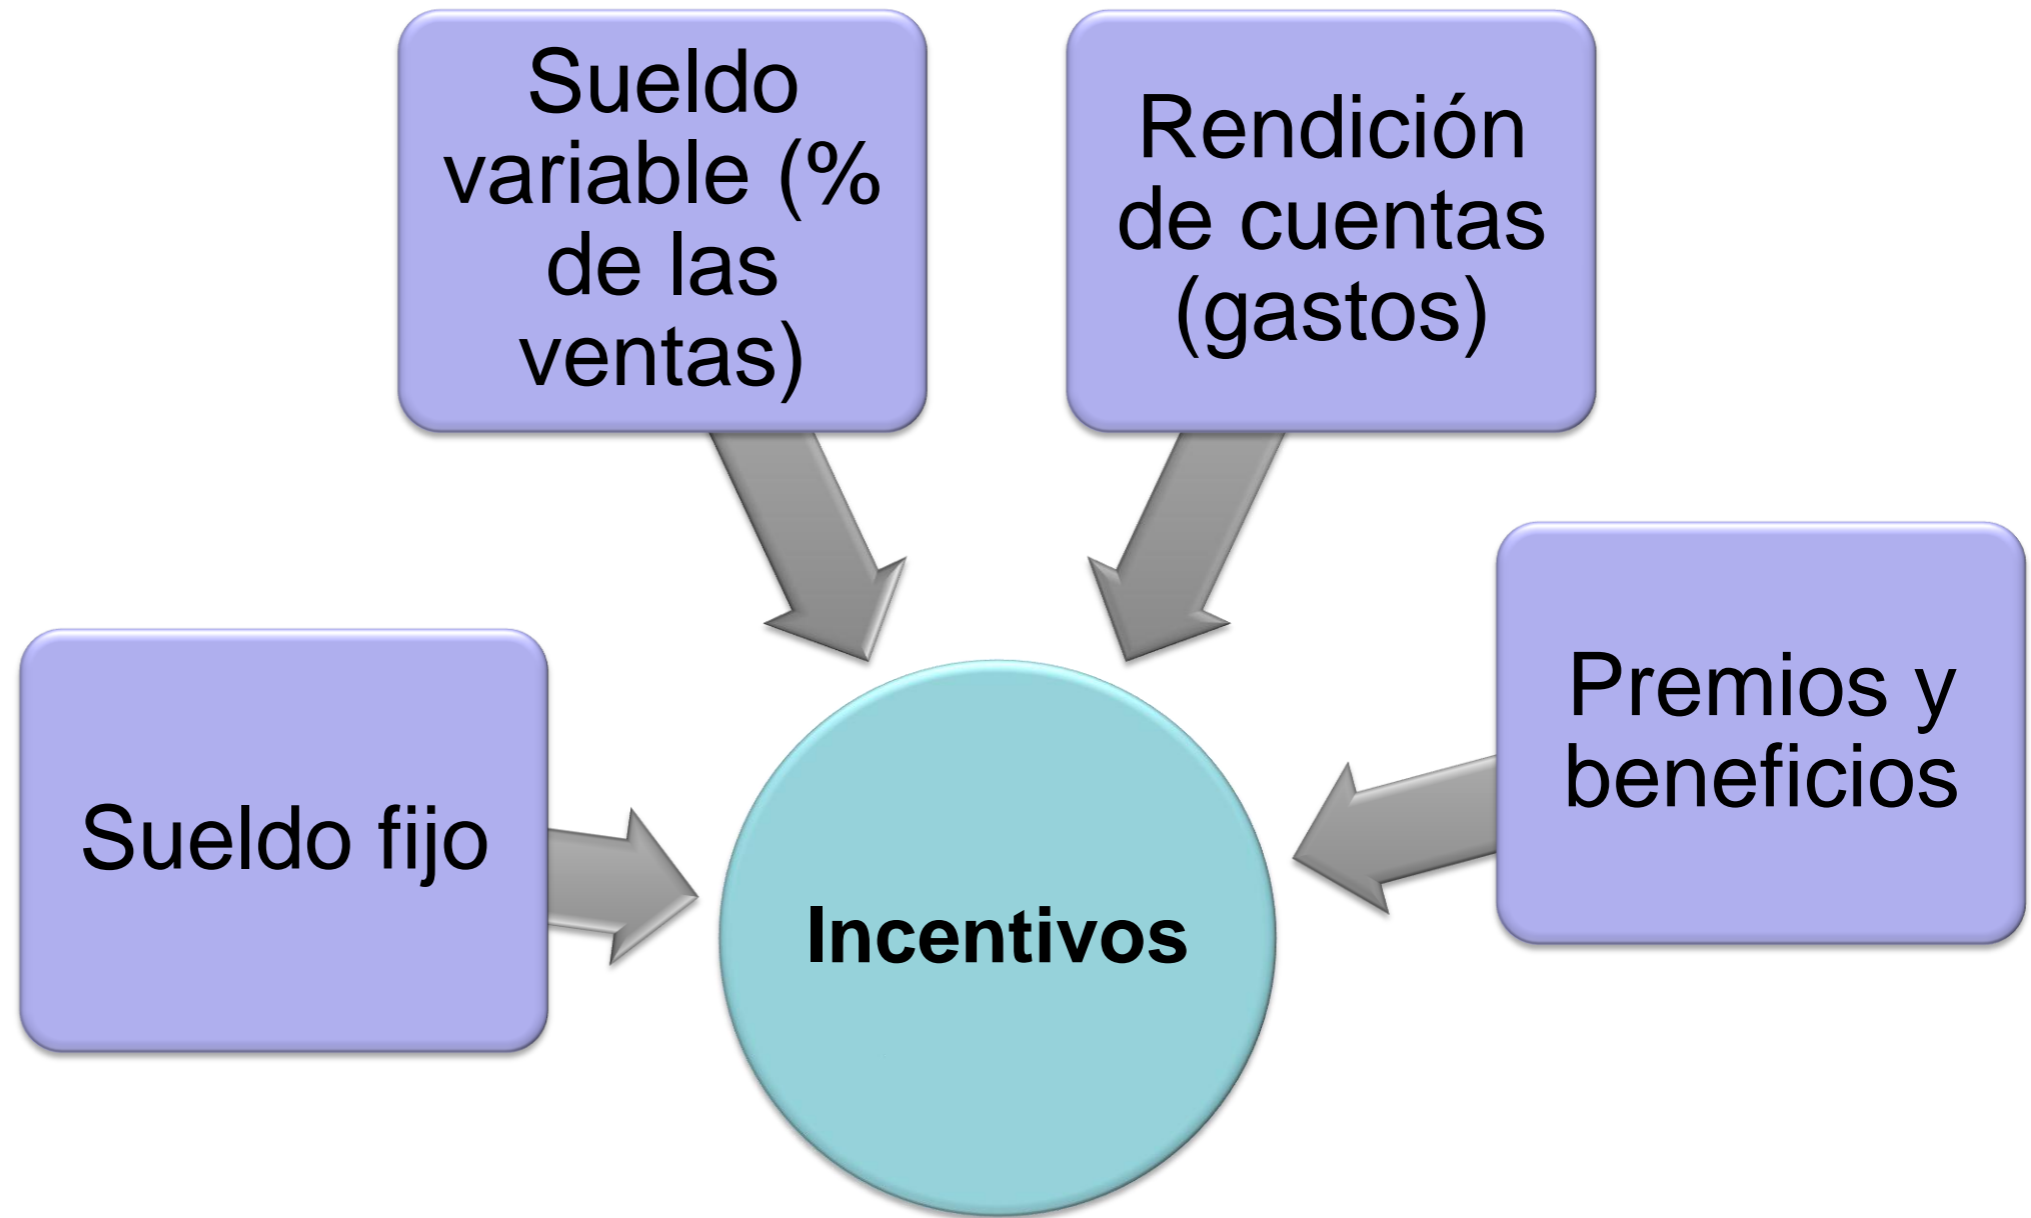 Sueldo
variable (%
de las
ventas)
Rendición
de cuentas
(gastos)
Premios y
beneficios
Sueldo fijo
Incentivos